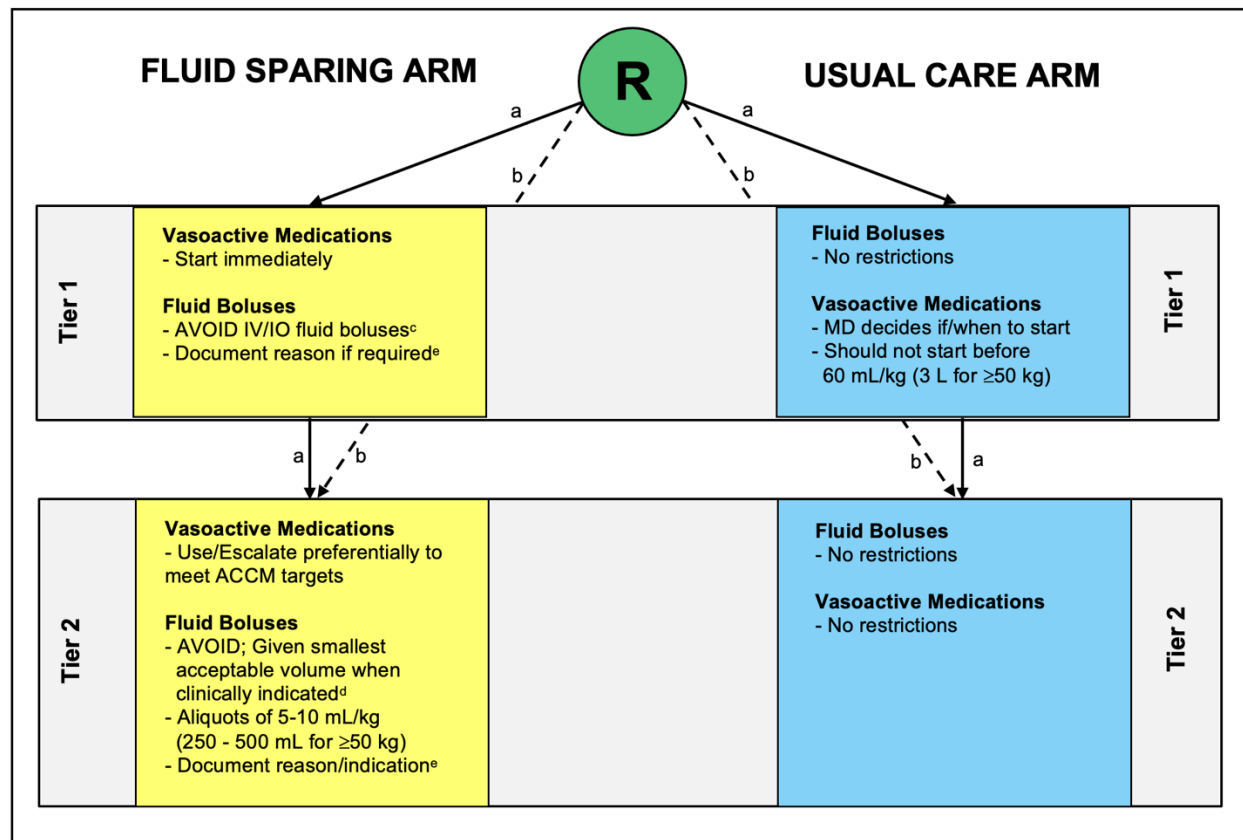 FLUID SPARING ARM
R
USUAL CARE ARM
a
a
b
b
Tier 1
Vasoactive Medications
- Start immediately
Fluid Boluses
- AVOID IV/IO fluid bolusesᶜ
- Document reason if requiredᵉ
Fluid Boluses
- No restrictions
Vasoactive Medications
- MD decides if/when to start
- Should not start before
60 mL/kg (3 L for ≥50 kg)
Tier 1
a
b
b
a
Tier 2
Vasoactive Medications
- Use/Escalate preferentially to
meet ACCM targets
Fluid Boluses
- AVOID; Given smallest
acceptable volume when
clinically indicatedᵈ
- Aliquots of 5-10 mL/kg
(250 - 500 mL for ≥50 kg)
- Document reason/indicationᵉ
Fluid Boluses
- No restrictions
Vasoactive Medications
- No restrictions
Tier 2